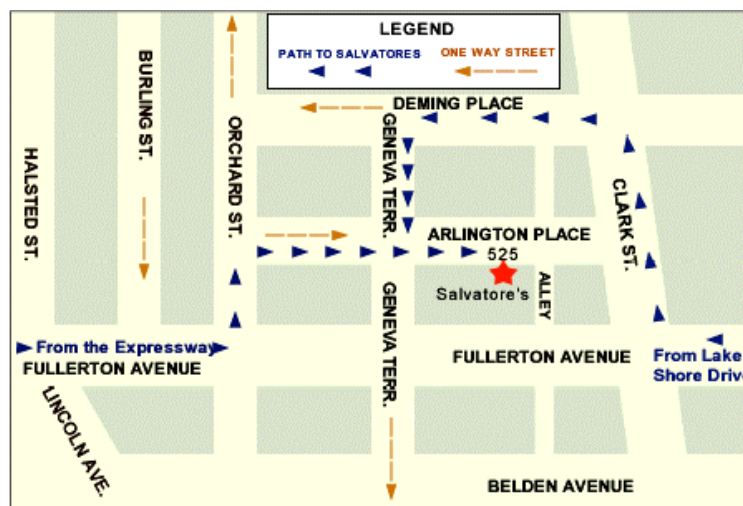 LEGEND
PATH TO SALVATORES
ONE WAY STREET
BURLING ST.
DEMING PLACE
HALSTED ST.
ORCHARD ST.
GENEVA TERR.
CLARK ST.
ARLINGTON PLACE
525
Salvatore's
ALLEY
GENEVA TERR.
From the Expressway
FULLERTON AVENUE
FULLERTON AVENUE
From Lake
Shore Drive
LINCOLN AVE.
BELDEN AVENUE